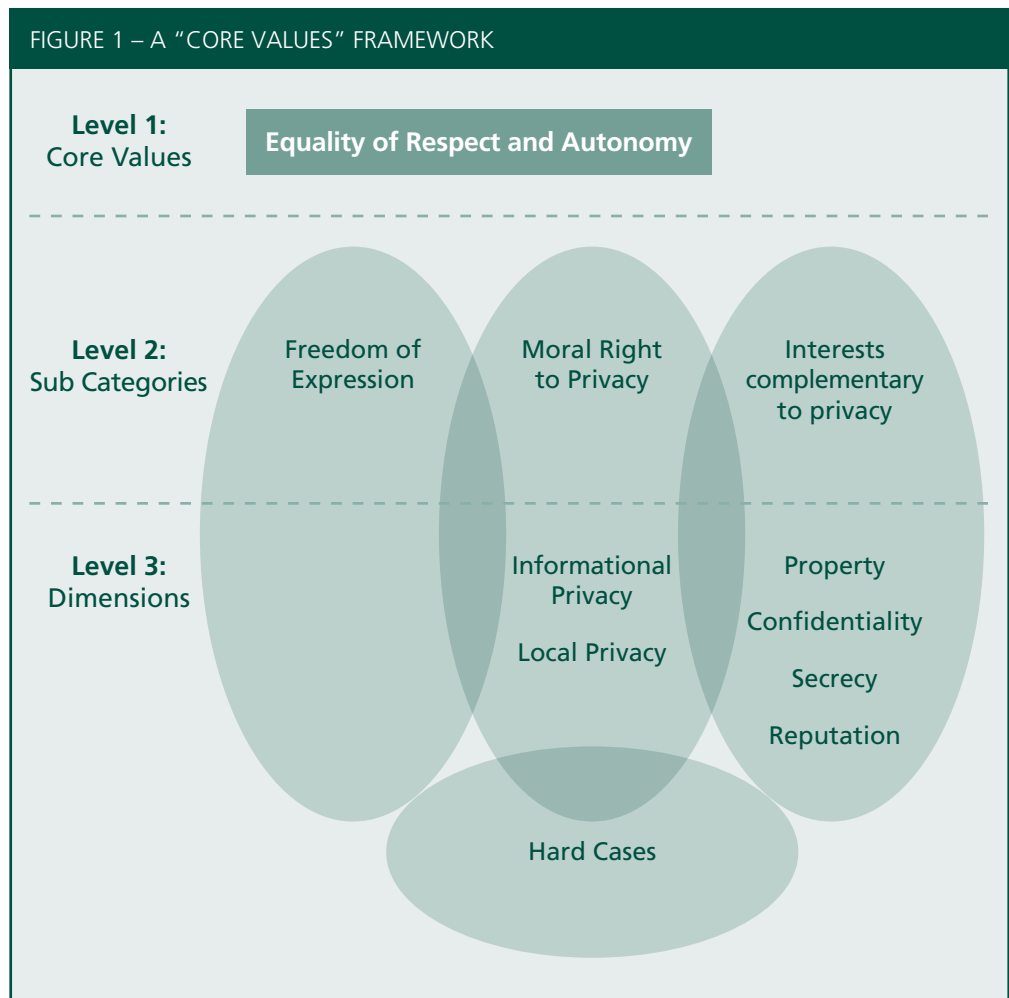 FIGURE 1 – A “CORE VALUES” FRAMEWORK
Level 1:
Core Values
Equality of Respect and Autonomy
Level 2:
Sub Categories
Freedom of
Expression
Moral Right
to Privacy
Interests
complementary
to privacy
Level 3:
Dimensions
Informational
Privacy
Local Privacy
Property
Confidentiality
Secrecy
Reputation
Hard Cases